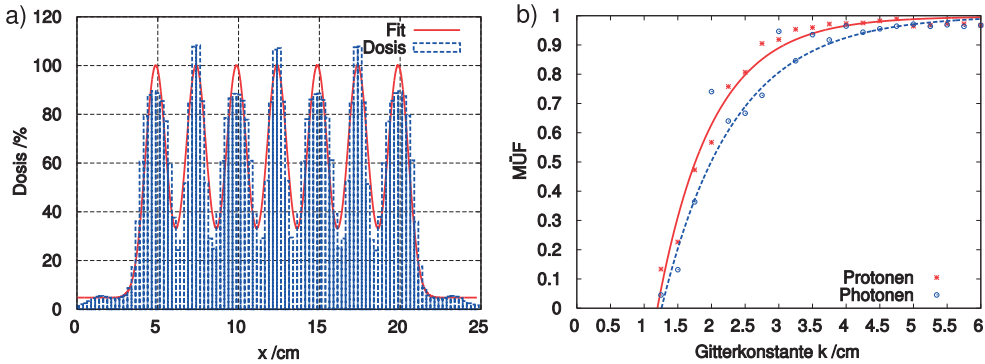 a)
120
100
80
60
40
20
0
Dosis /%
Fit
Dosis
0 5 10 15 20 25
x /cm
b)
1
0.9
0.8
0.7
0.6
0.5
0.4
0.3
0.2
0.1
0
MÜF
Protonen
Photonen
0 0.5 1 1.5 2 2.5 3 3.5 4 4.5 5 5.5 6
Gitterkonstante k /cm